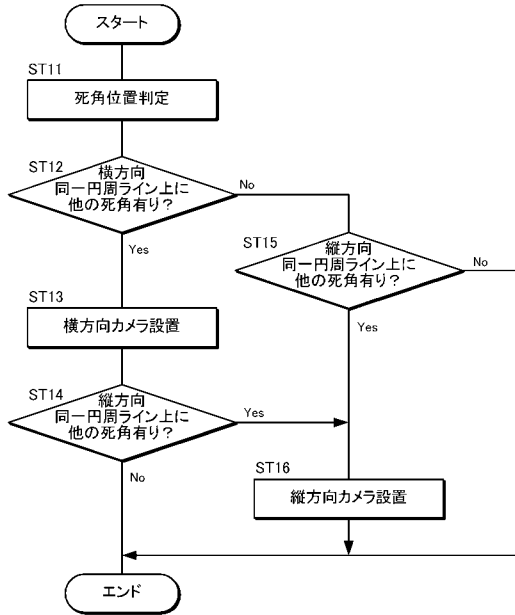 スタート
ST11
死角位置判定
ST12
横方向
同一円周ライン上に
他の死角有り？
No
Yes
ST15
縦方向
同一円周ライン上に
他の死角有り？
No
Yes
ST13
横方向カメラ設置
ST14
縦方向
同一円周ライン上に
他の死角有り？
Yes
No
ST16
縦方向カメラ設置
エンド